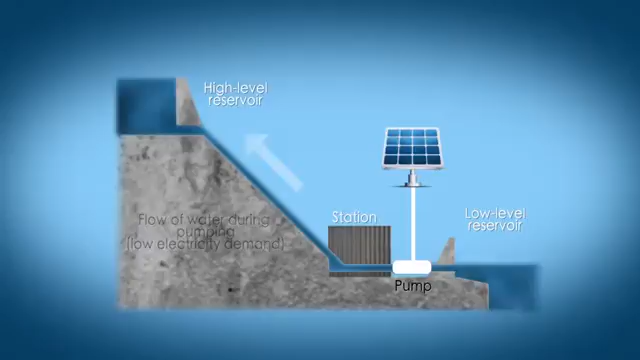 High-level
reservoir
Flow of water during
pumping
(low electricity demand)
Station
Low-level
reservoir
Pump